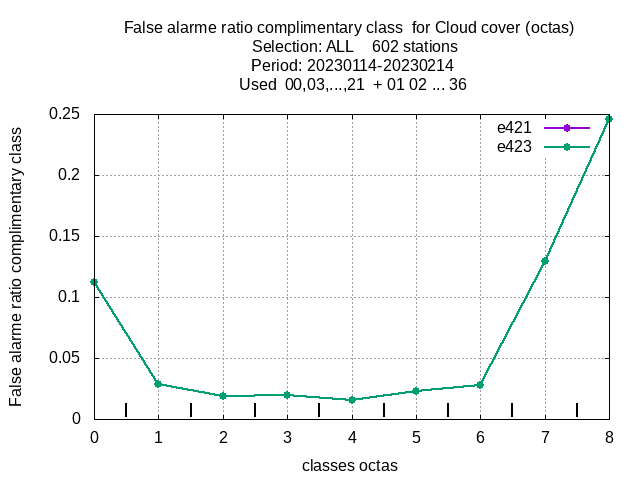 False alarme ratio complimentary class  for Cloud cover (octas)
Selection: ALL    602 stations
Period: 20230114-20230214
Used  00,03,...,21  + 01 02 ... 36
False alarme ratio complimentary class
0.25
0.2
0.15
0.1
0.05
0
e421
e423
0 1 2 3 4 5 6 7 8
classes octas